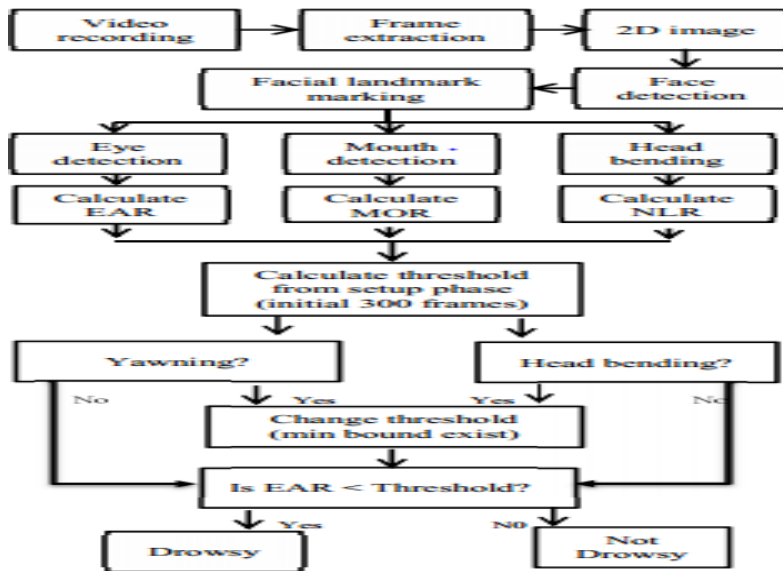 Video
recording
Frame
extraction
2D image
Facial landmark
marking
Face
detection
Eye
detection
Mouth
detection
Head
bending
Calculate
EAR
Calculate
MOR
Calculate
NLR
Calculate threshold
from setup phase
(initial 300 frames)
Yawning?
Head bending?
No
Yes
Yes
No
Change threshold
(min bound exist)
Is EAR < Threshold?
Yes
N0
Drowsy
Not
Drowsy